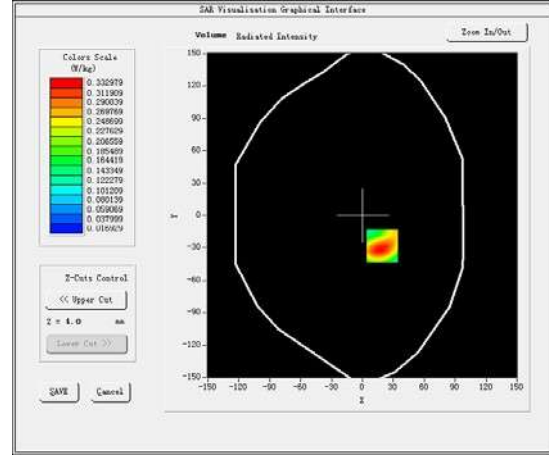 SAR Visualisation Graphical Interface
Volume Radiated Intensity
Zoom In/Out
Colors Scale
(W/kg)
0.332979
0.311909
0.290839
0.269769
0.248699
0.227629
0.206559
0.185489
0.164419
0.143349
0.122279
0.101209
0.080139
0.059069
0.037999
0.016929
150
120
90
60
30
0
-30
-60
-90
-120
-150
Y
-150 -120 -90 -60 -30 0 30 60 90 120 150
X
Z-Cuts Control
<< Upper Cut
Z = 4.0 mm
Lower Cut >>
SAVE Cancel